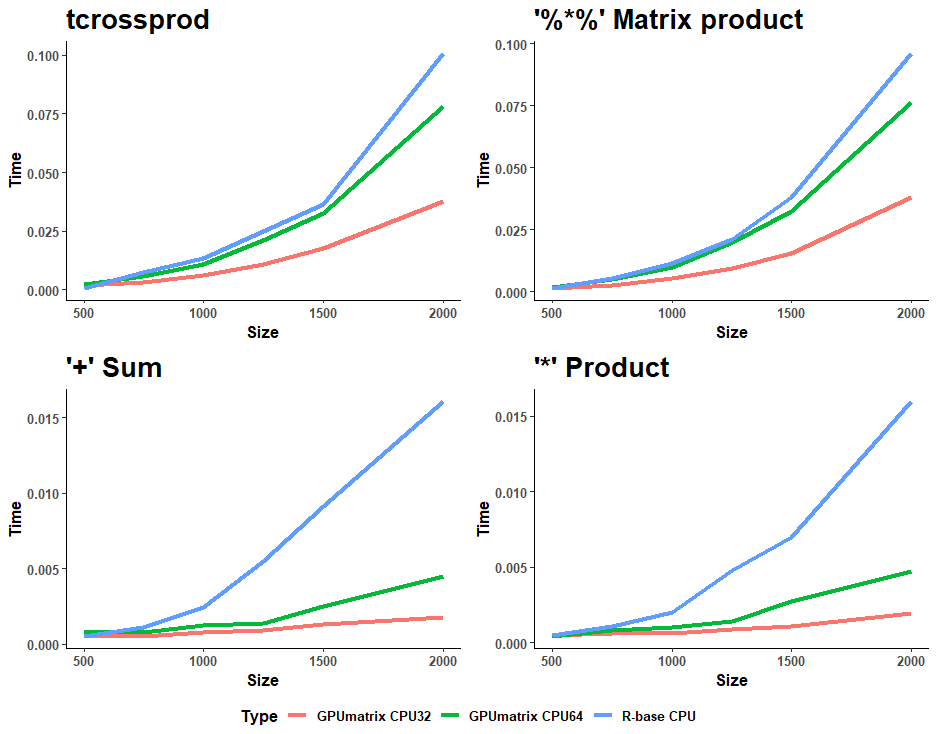 tcrossprod
0.100
0.075
0.050
0.025
0.000
Time
500 1000 1500 2000
Size
'%*%' Matrix product
0.100
0.075
0.050
0.025
0.000
Time
500 1000 1500 2000
Size
'+' Sum
0.015
0.010
0.005
0.000
Time
500 1000 1500 2000
Size
'*' Product
0.015
0.010
0.005
0.000
Time
500 1000 1500 2000
Size
Type GPUmatrix CPU32 GPUmatrix CPU64 R-base CPU